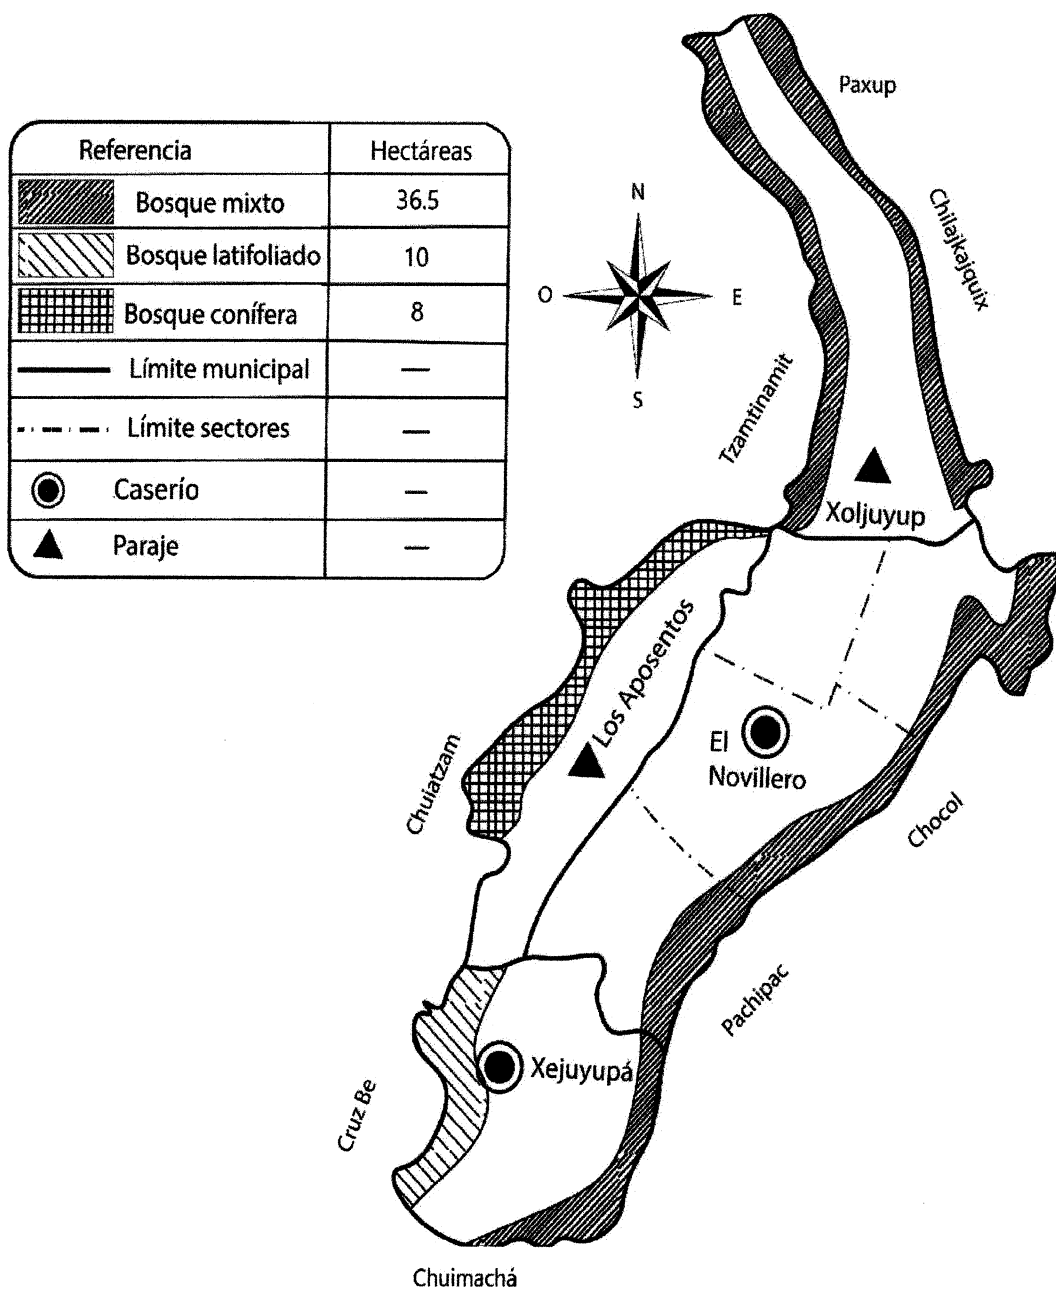 Referencia Hectáreas
Bosque mixto 36.5
Bosque latifoliado 10
Bosque conífera 8
Límite municipal —
Límite sectores —
Caserío —
Paraje —
N
O E
S
Paxup
Chilajkajquix
Tzamtinamit
Xoljuyup
Los Aposentos
Chuiatzam
El
Novillero
Chocol
Pachipac
Xejuyupá
Cruz Be
Chuimachá